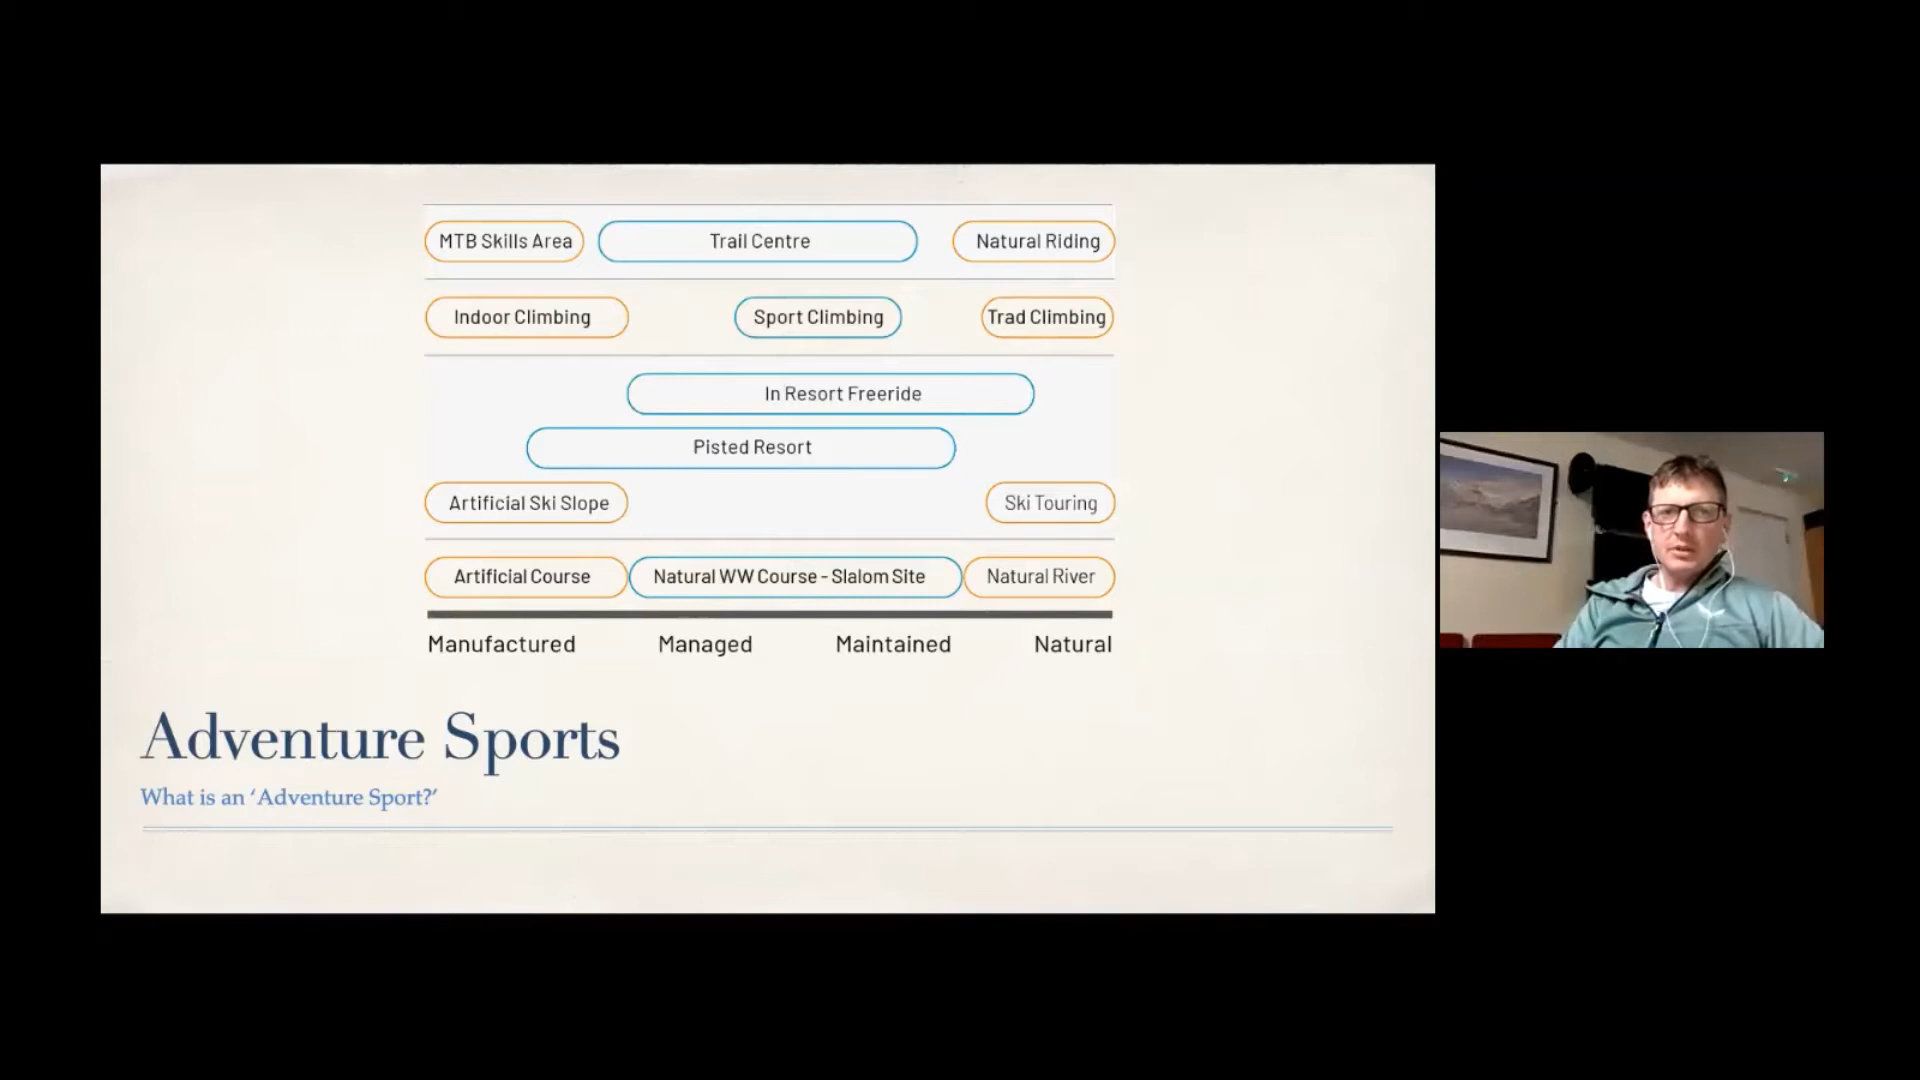 MTB Skills Area Trail Centre Natural Riding
Indoor Climbing Sport Climbing Trad Climbing
In Resort Freeride
Pisted Resort
Artificial Ski Slope Ski Touring
Artificial Course Natural WW Course - Slalom Site Natural River
Manufactured Managed Maintained Natural
Adventure Sports
What is an ‘Adventure Sport?’